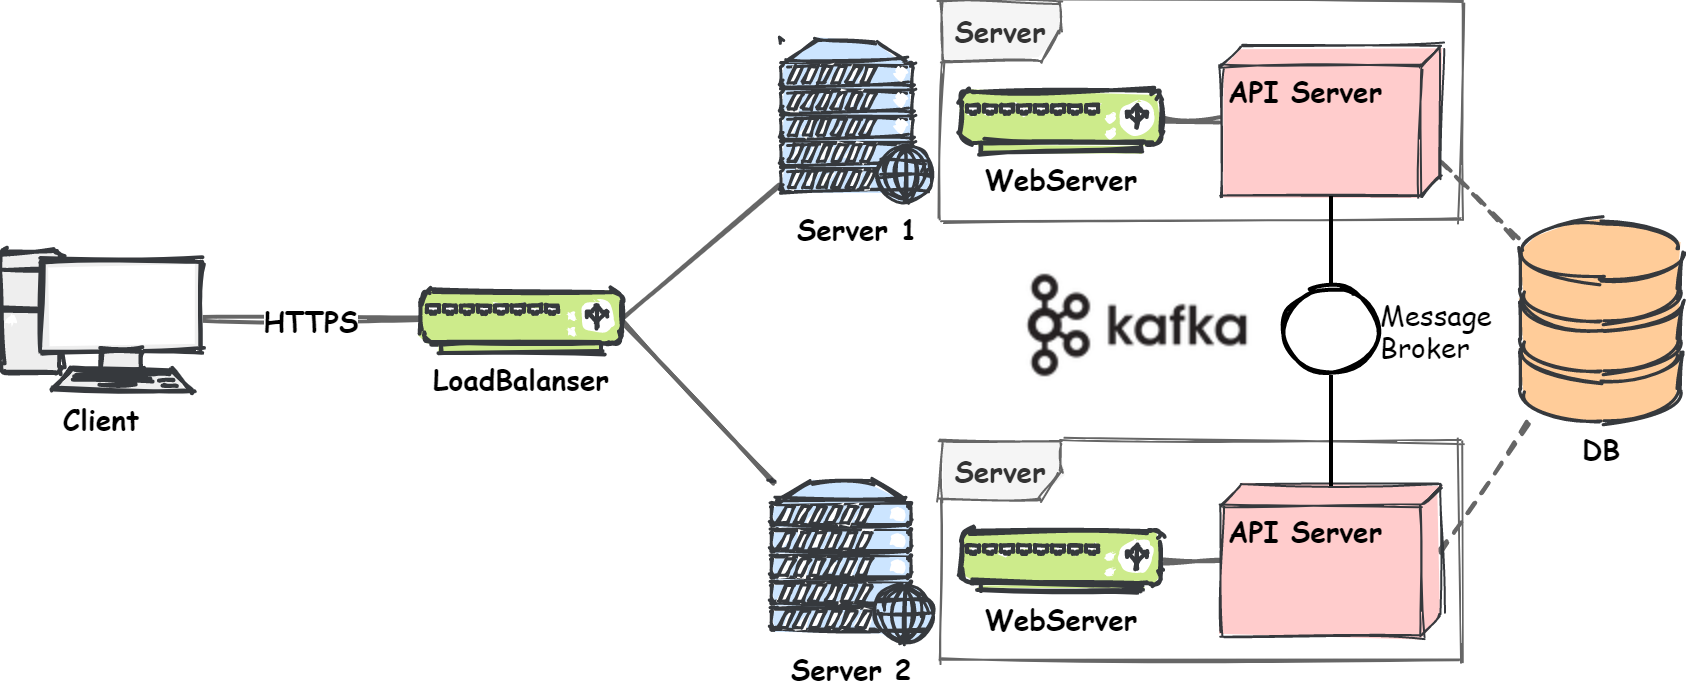 Server
API Server
WebServer
Server 1
HTTPS
LoadBalanser
Client
kafka
Message
Broker
DB
Server
API Server
WebServer
Server 2